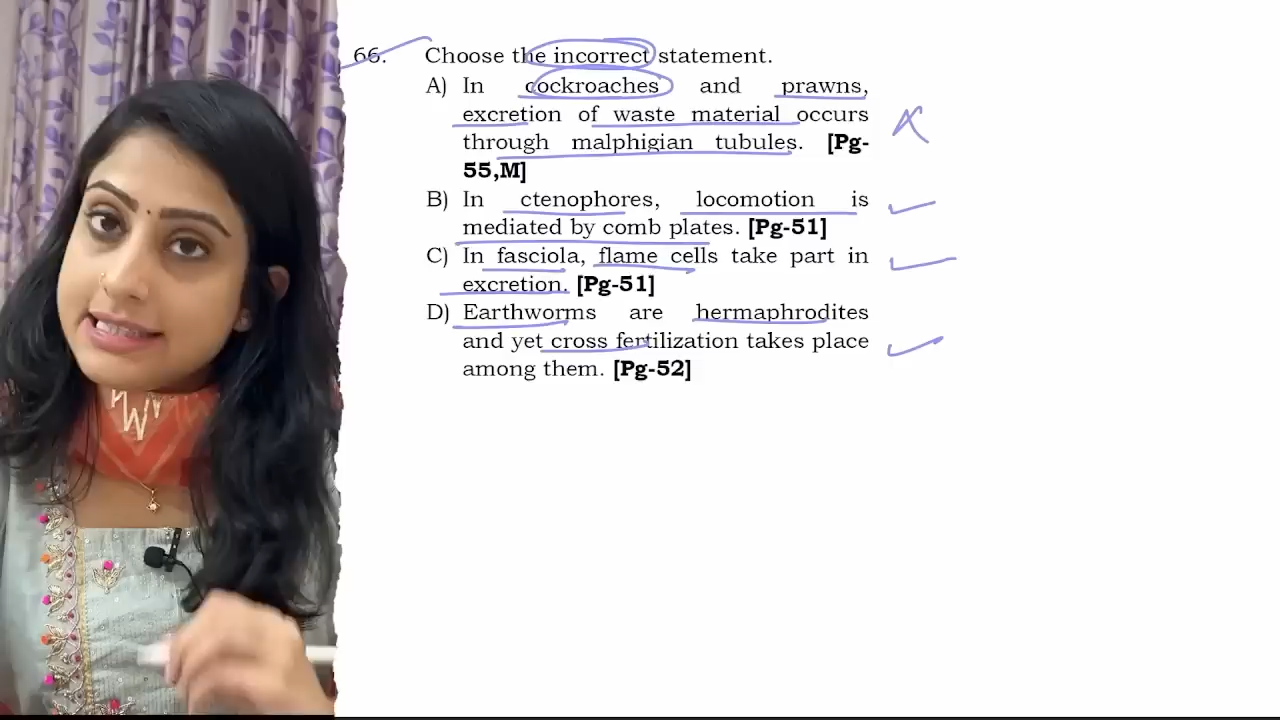 66. Choose the incorrect statement.
A) In cockroaches and prawns,
excretion of waste material occurs
through malphigian tubules. [Pg-
55,M]
B) In ctenophores, locomotion is
mediated by comb plates. [Pg-51]
C) In fasciola, flame cells take part in
excretion. [Pg-51]
D) Earthworms are hermaphrodites
and yet cross fertilization takes place
among them. [Pg-52]
PW